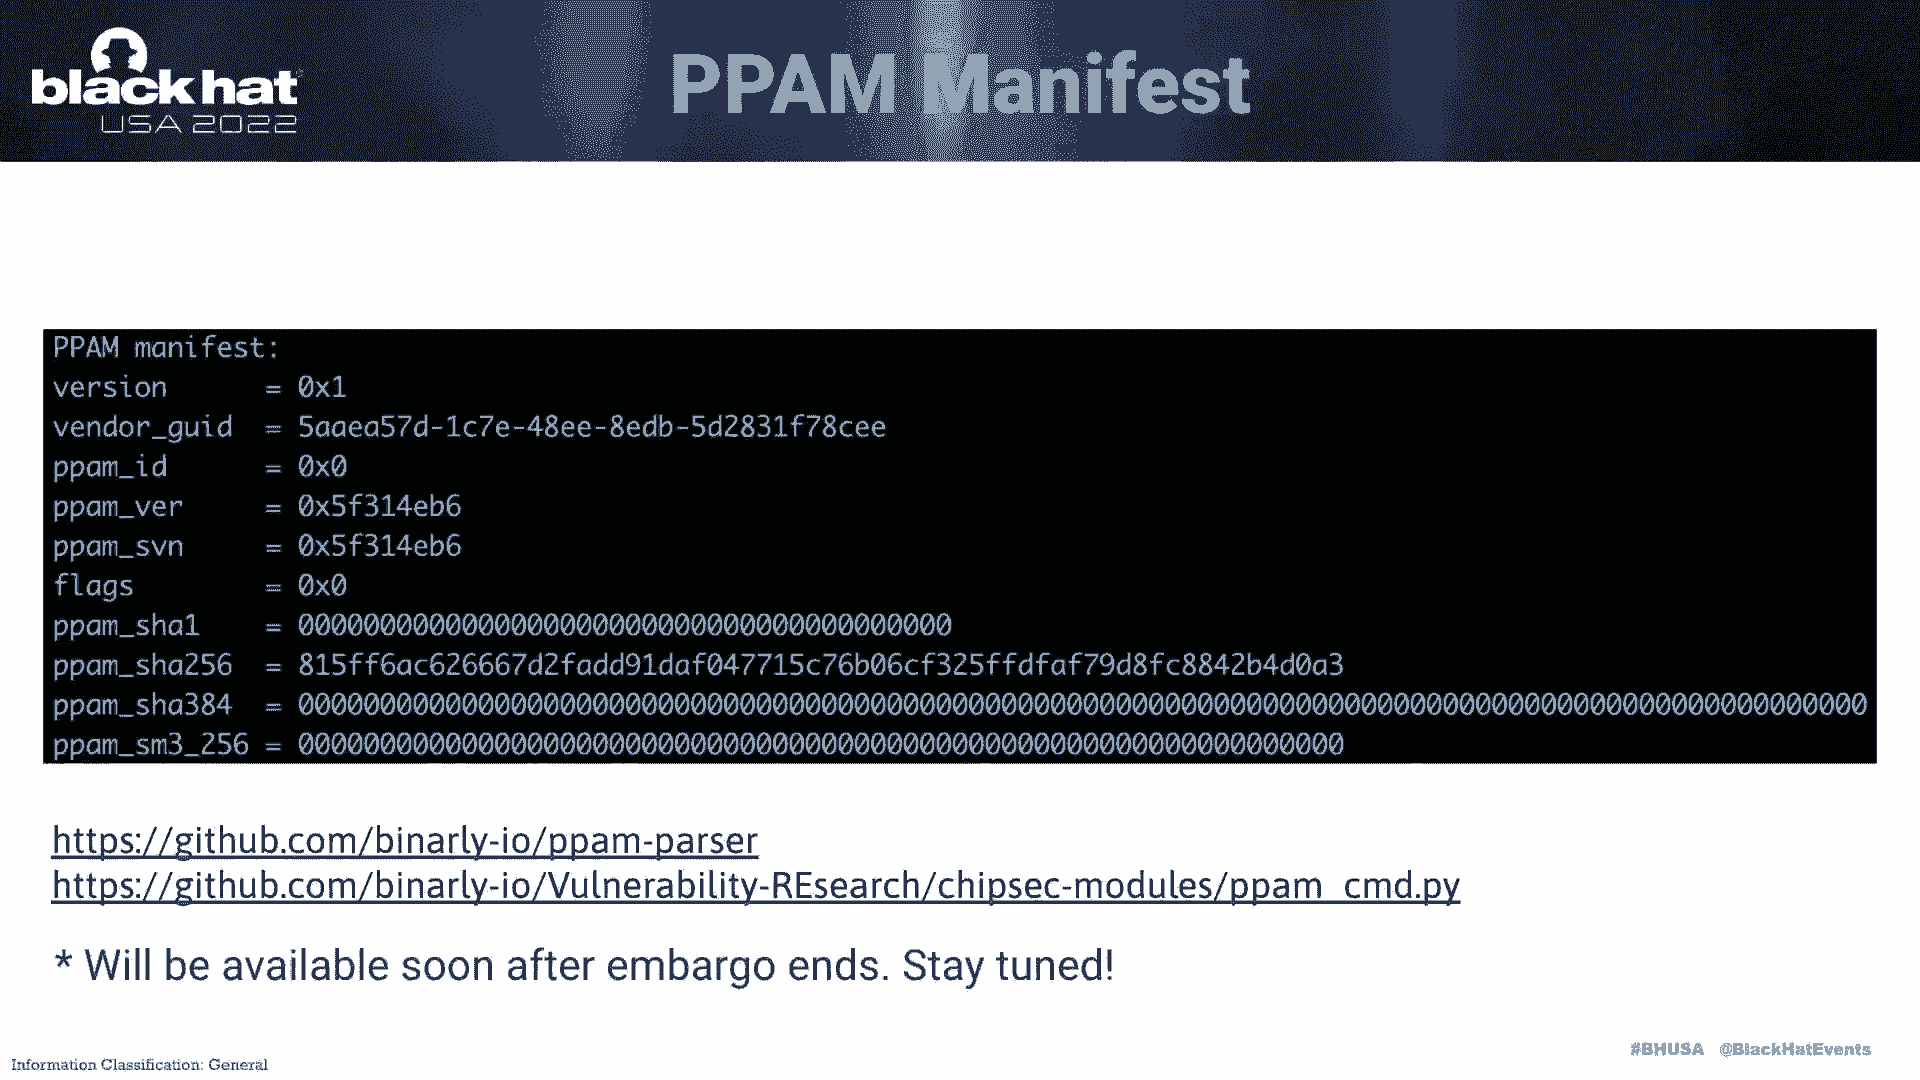 black hat
USA 2022
PPAM Manifest
PPAM manifest:
version = 0x1
vendor_guid = 5aaea57d-1c7e-48ee-8edb-5d2831f78cee
ppam_id = 0x0
ppam_ver = 0x5f314eb6
ppam_svn = 0x5f314eb6
flags = 0x0
ppam_sha1 = 0000000000000000000000000000000000000000
ppam_sha256 = 815ff6ac626667d2fadd91daf047715c76b06cf325ffdfaf79d8fc8842b4d0a3
ppam_sha384 = 000000000000000000000000000000000000000000000000000000000000000000000000000000000000000000000000
ppam_sm3_256 = 0000000000000000000000000000000000000000000000000000000000000000
https://github.com/binarly-io/ppam-parser
https://github.com/binarly-io/Vulnerability-REsearch/chipsec-modules/ppam_cmd.py
* Will be available soon after embargo ends. Stay tuned!
#BHUSA @BlackHatEvents
Information Classification: General